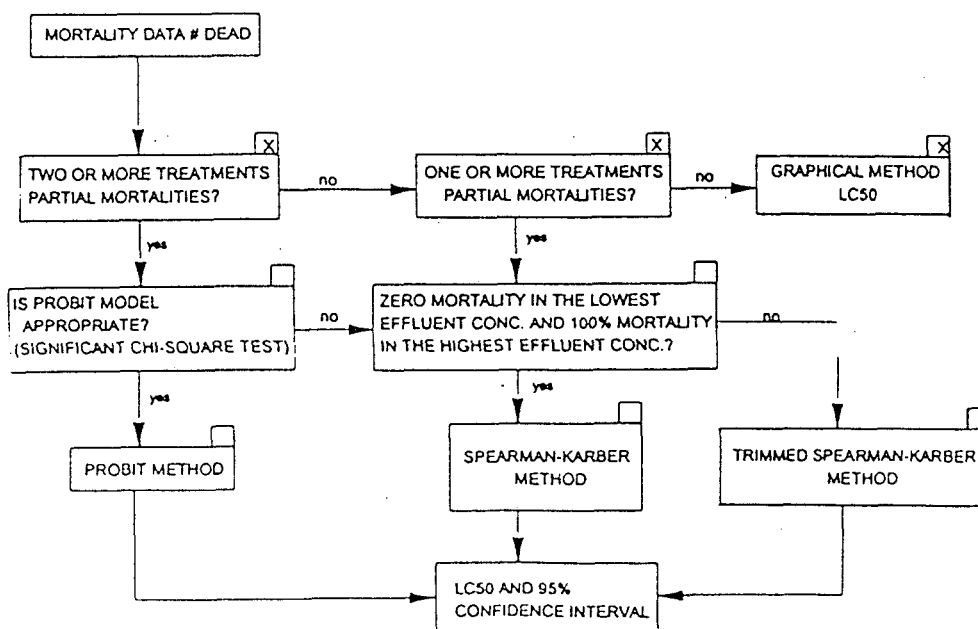 MORTALITY DATA # DEAD
X
TWO OR MORE TREATMENTS
PARTIAL MORTALITIES?
no
X
ONE OR MORE TREATMENTS
PARTIAL MORTALITIES?
no
X
GRAPHICAL METHOD
LC50
yes
yes
IS PROBIT MODEL
APPROPRIATE?
(SIGNIFICANT CHI-SQUARE TEST)
no
ZERO MORTALITY IN THE LOWEST
EFFLUENT CONC. AND 100% MORTALITY
IN THE HIGHEST EFFLUENT CONC.?
no
yes
yes
PROBIT METHOD
SPEARMAN-KARBER
METHOD
TRIMMED SPEARMAN-KARBER
METHOD
LC50 AND 95%
CONFIDENCE INTERVAL